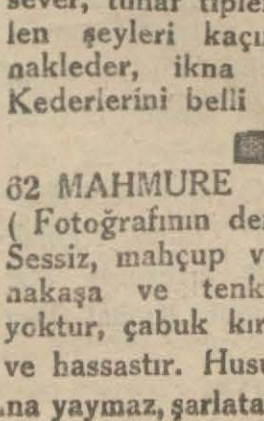 sever, tuhaf tiple
len şeyleri kaçı
nakleder, ikna
Kederlerini belli
62 MAHMURE
( Fotoğrafının de
Sessiz, mahçup v
nakaşa ve tenk
yoktur, çabuk kır
ve hassastır. Husu
na yaymaz, şarlata